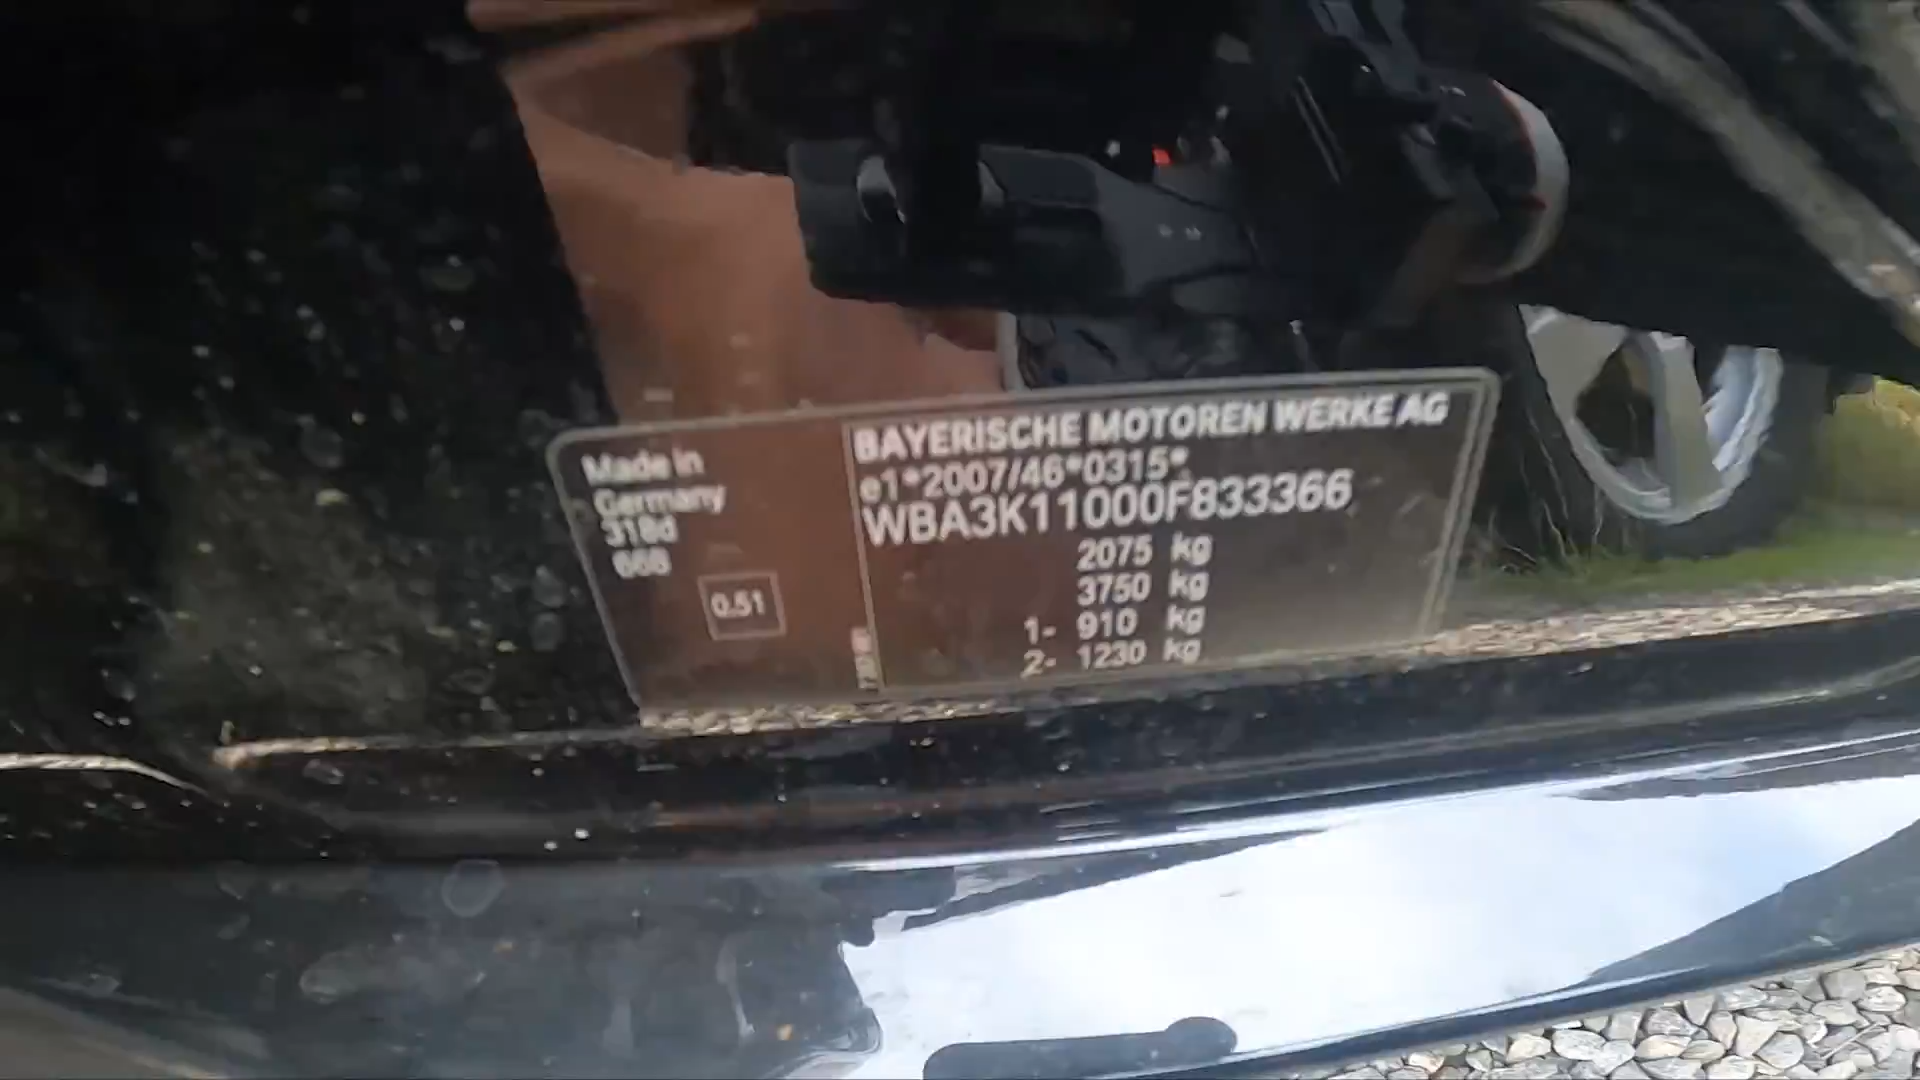 Made in
Germany
318d
668
0.51
BAYERISCHE MOTOREN WERKE AG
e1*2007/46*0315*
WBA3K11000F833366
2075 kg
3750 kg
1- 910 kg
2- 1230 kg